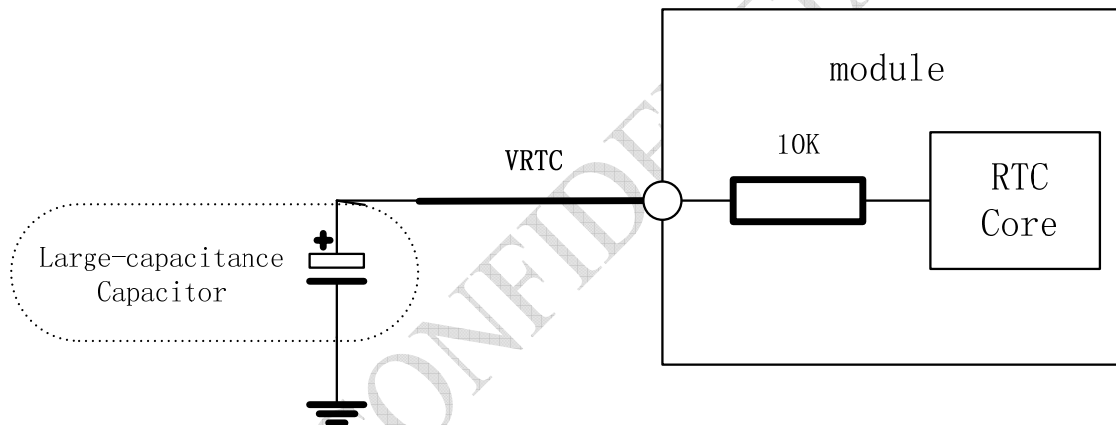 module
10K
VRTC
RTC
Core
+
Large-capacitance
Capacitor